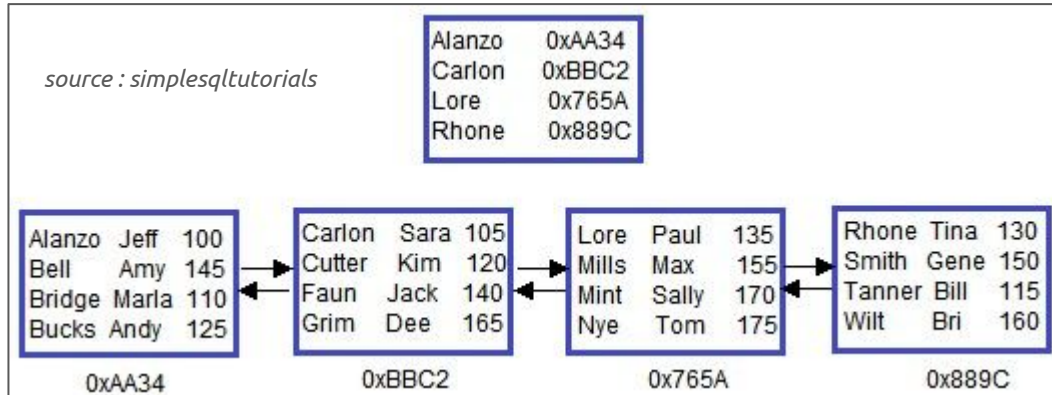 source : simplesqltutorials
Alanzo 0xAA34
Carlon 0xBBC2
Lore 0x765A
Rhone 0x889C
Alanzo Jeff 100
Bell Amy 145
Bridge Marla 110
Bucks Andy 125
0xAA34
Carlon Sara 105
Cutter Kim 120
Faun Jack 140
Grim Dee 165
0xBBC2
Lore Paul 135
Mills Max 155
Mint Sally 170
Nye Tom 175
0x765A
Rhone Tina 130
Smith Gene 150
Tanner Bill 115
Wilt Bri 160
0x889C